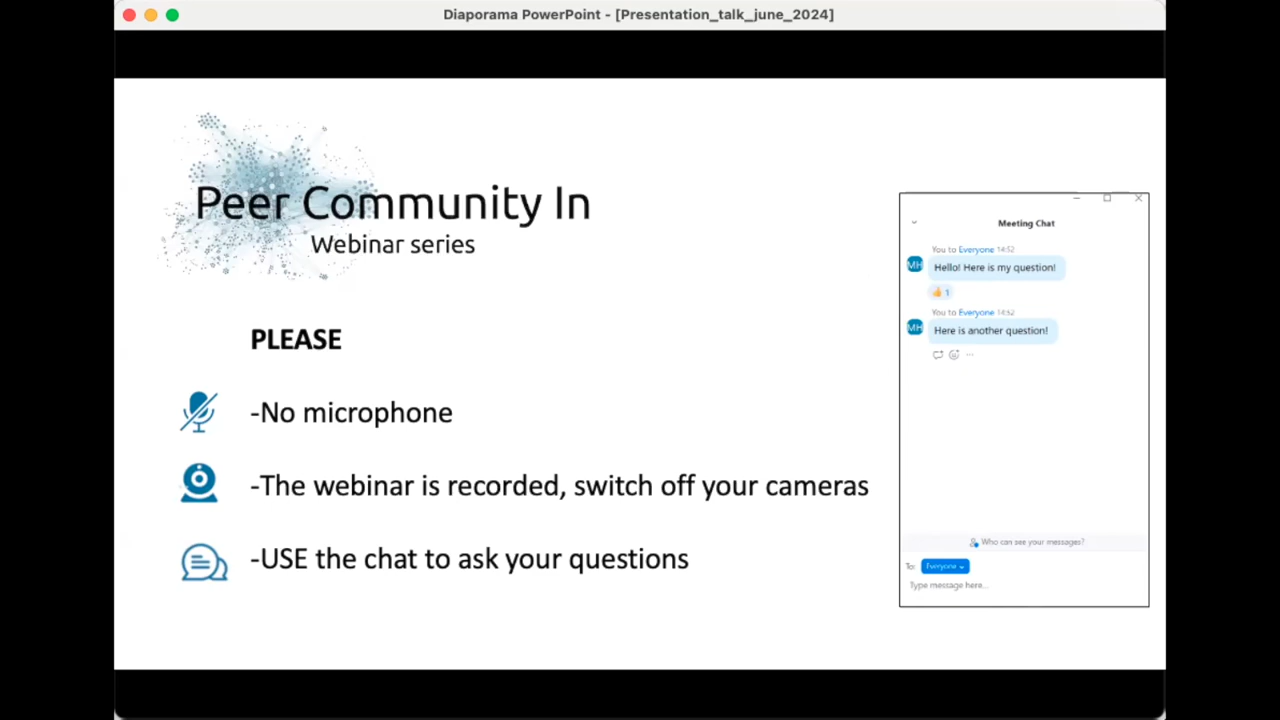 Diaporama PowerPoint - [Presentation_talk_june_2024]
Peer Community In
Webinar series
PLEASE
-No microphone
-The webinar is recorded, switch off your cameras
-USE the chat to ask your questions
Meeting Chat
You to Everyone 14:52
MH
Hello! Here is my question!
👍 1
You to Everyone 14:52
MH
Here is another question!
Who can see your messages?
To: Everyone
Type message here...